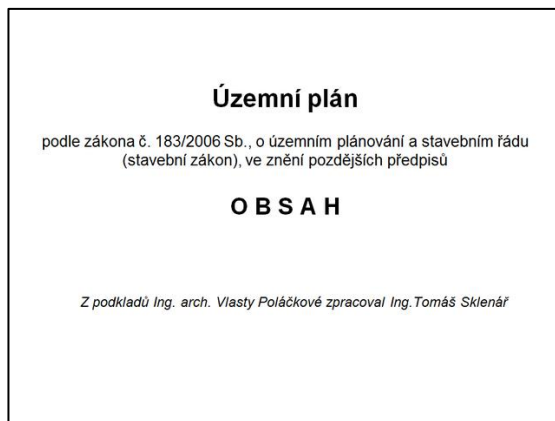 Územní plán
podle zákona č. 183/2006 Sb., o územním plánování a stavebním řádu
(stavební zákon), ve znění pozdějších předpisů
O B S A H
Z podkladů Ing. arch. Vlasty Poláčkové zpracoval Ing.Tomáš Sklenář